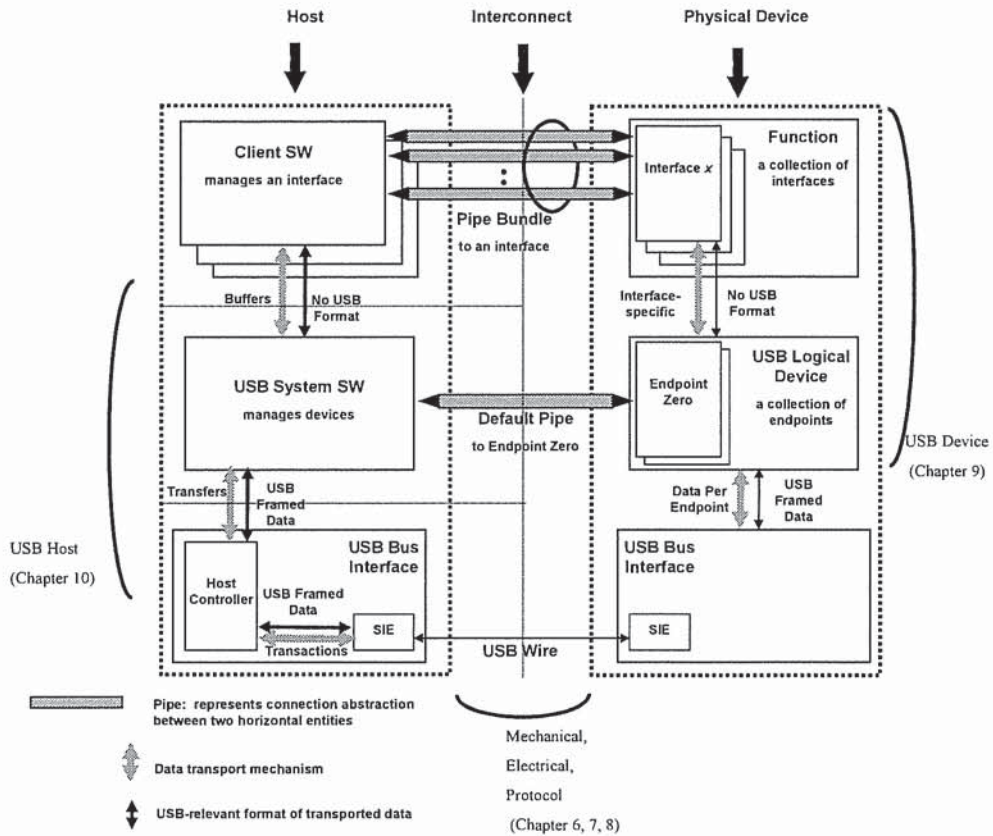 Host
Interconnect
Physical Device
Client SW
manages an interface
Pipe Bundle
to an interface
Interface x
Function
a collection of
interfaces
Buffers
No USB
Format
Interface-
specific
No USB
Format
USB System SW
manages devices
Default Pipe
to Endpoint Zero
Endpoint
Zero
USB Logical
Device
a collection of
endpoints
USB Device
(Chapter 9)
Transfers
USB
Framed
Data
Data Per
Endpoint
USB
Framed
Data
USB Host
(Chapter 10)
USB Bus
Interface
Host
Controller
USB Framed
Data
Transactions
SIE
USB Wire
USB Bus
Interface
SIE
Pipe: represents connection abstraction
between two horizontal entities
Data transport mechanism
USB-relevant format of transported data
Mechanical,
Electrical,
Protocol
(Chapter 6, 7, 8)